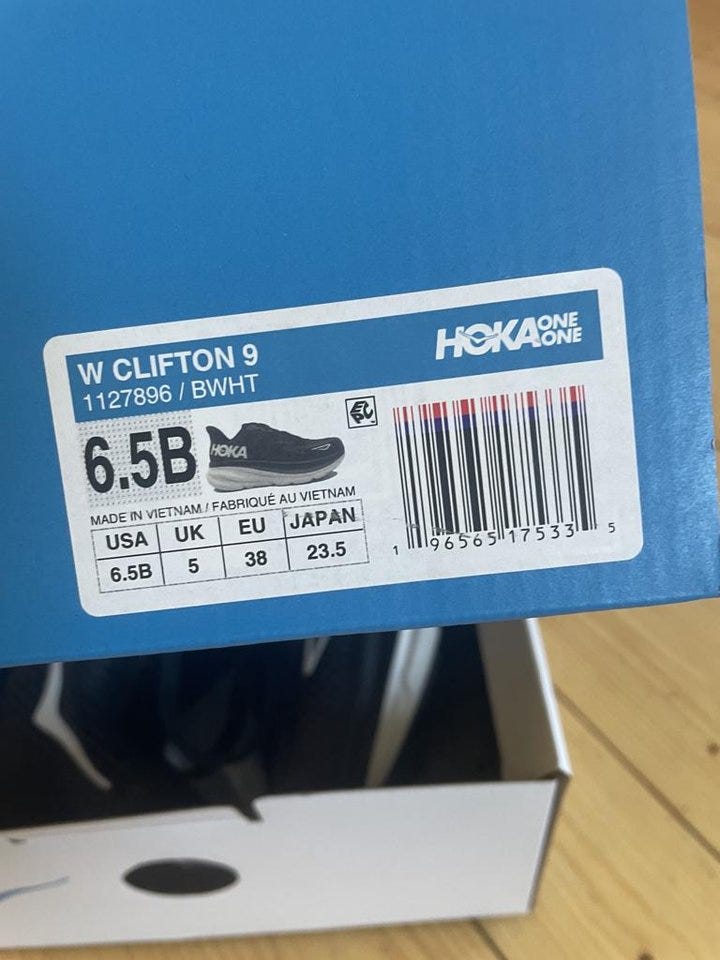 W CLIFTON 9
HOKA ONE ONE
1127896 / BWHT
6.5B
HOKA
MADE IN VIETNAM / FABRIQUÉ AU VIETNAM
USA UK EU JAPAN
6.5B 5 38 23.5
1 96565 17533 5